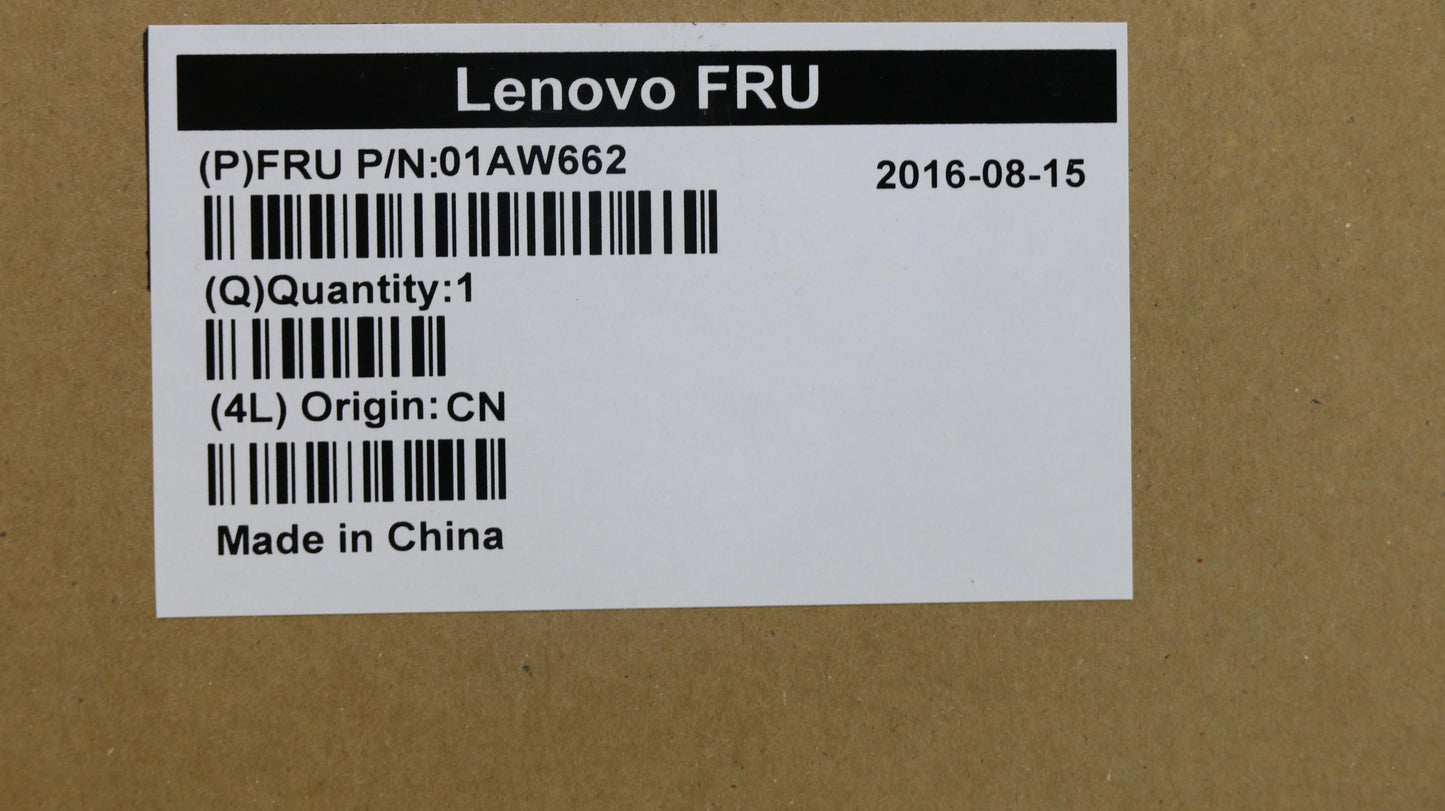 Lenovo FRU
(P)FRU P/N:01AW662
2016-08-15
(Q)Quantity:1
(4L) Origin:CN
Made in China